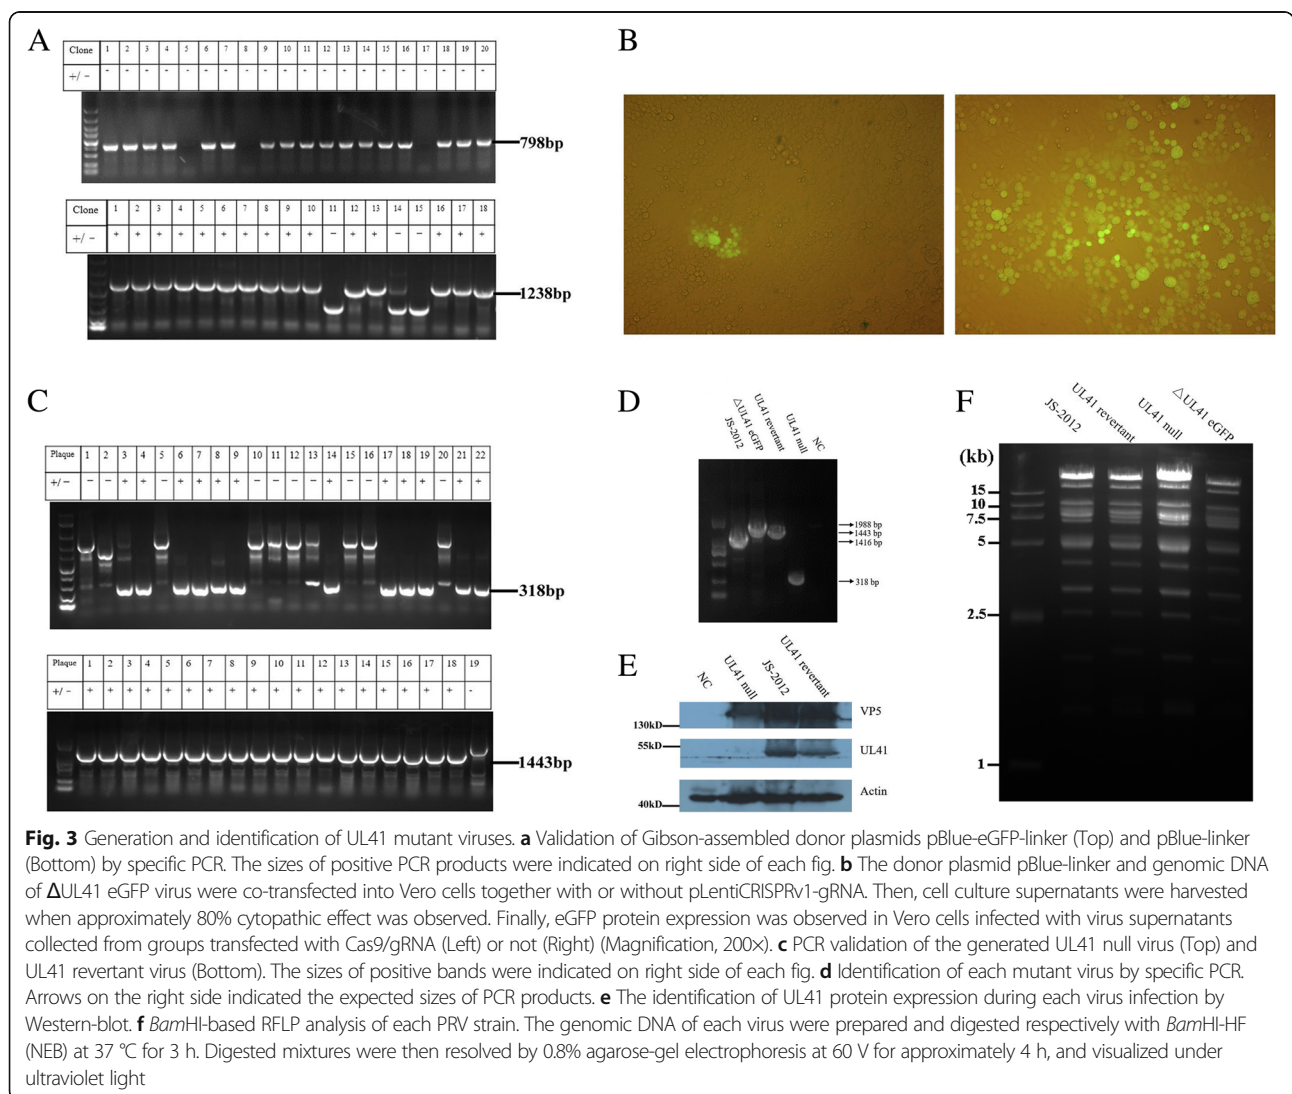 A
Clone 1 2 3 4 5 6 7 8 9 10 11 12 13 14 15 16 17 18 19 20
+/− - - - - - - - - - - - - - - - - - - - -
798bp
Clone 1 2 3 4 5 6 7 8 9 10 11 12 13 14 15 16 17 18
+/− + + + + + + + + + + − + + − − + + +
1238bp
B
C
Plaque 1 2 3 4 5 6 7 8 9 10 11 12 13 14 15 16 17 18 19 20 21 22
+/− − − + + − + + + + − − − − + − − + + + − + +
318bp
Plaque 1 2 3 4 5 6 7 8 9 10 11 12 13 14 15 16 17 18 19
+/− + + + + + + + + + + + + + + + + + + -
1443bp
D
JS-2012
△UL41 eGFP
UL41 revertant
UL41 null
NC
1988 bp
1443 bp
1416 bp
318 bp
E
NC
UL41 null
JS-2012
UL41 revertant
VP5
130kD
55kD
UL41
Actin
40kD
F
JS-2012
UL41 revertant
UL41 null
△UL41 eGFP
(kb)
15
10
7.5
5
2.5
1
Fig. 3 Generation and identification of UL41 mutant viruses. a Validation of Gibson-assembled donor plasmids pBlue-eGFP-linker (Top) and pBlue-linker
(Bottom) by specific PCR. The sizes of positive PCR products were indicated on right side of each fig. b The donor plasmid pBlue-linker and genomic DNA
of ΔUL41 eGFP virus were co-transfected into Vero cells together with or without pLentiCRISPRv1-gRNA. Then, cell culture supernatants were harvested
when approximately 80% cytopathic effect was observed. Finally, eGFP protein expression was observed in Vero cells infected with virus supernatants
collected from groups transfected with Cas9/gRNA (Left) or not (Right) (Magnification, 200×). c PCR validation of the generated UL41 null virus (Top) and
UL41 revertant virus (Bottom). The sizes of positive bands were indicated on right side of each fig. d Identification of each mutant virus by specific PCR.
Arrows on the right side indicated the expected sizes of PCR products. e The identification of UL41 protein expression during each virus infection by
Western-blot. f BamHI-based RFLP analysis of each PRV strain. The genomic DNA of each virus were prepared and digested respectively with BamHI-HF
(NEB) at 37 °C for 3 h. Digested mixtures were then resolved by 0.8% agarose-gel electrophoresis at 60 V for approximately 4 h, and visualized under
ultraviolet light